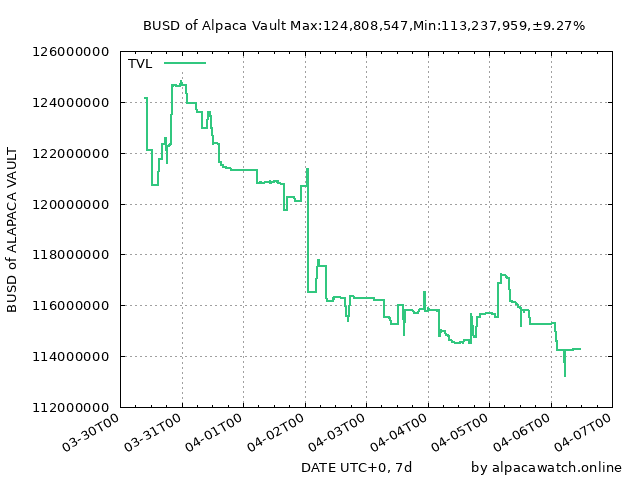 BUSD of Alpaca Vault Max:124,808,547,Min:113,237,959,±9.27%
TVL
126000000
124000000
122000000
120000000
118000000
116000000
114000000
112000000
BUSD of ALAPACA VAULT
03-30T00
03-31T00
04-01T00
04-02T00
04-03T00
04-04T00
04-05T00
04-06T00
04-07T00
DATE UTC+0, 7d
by alpacawatch.online